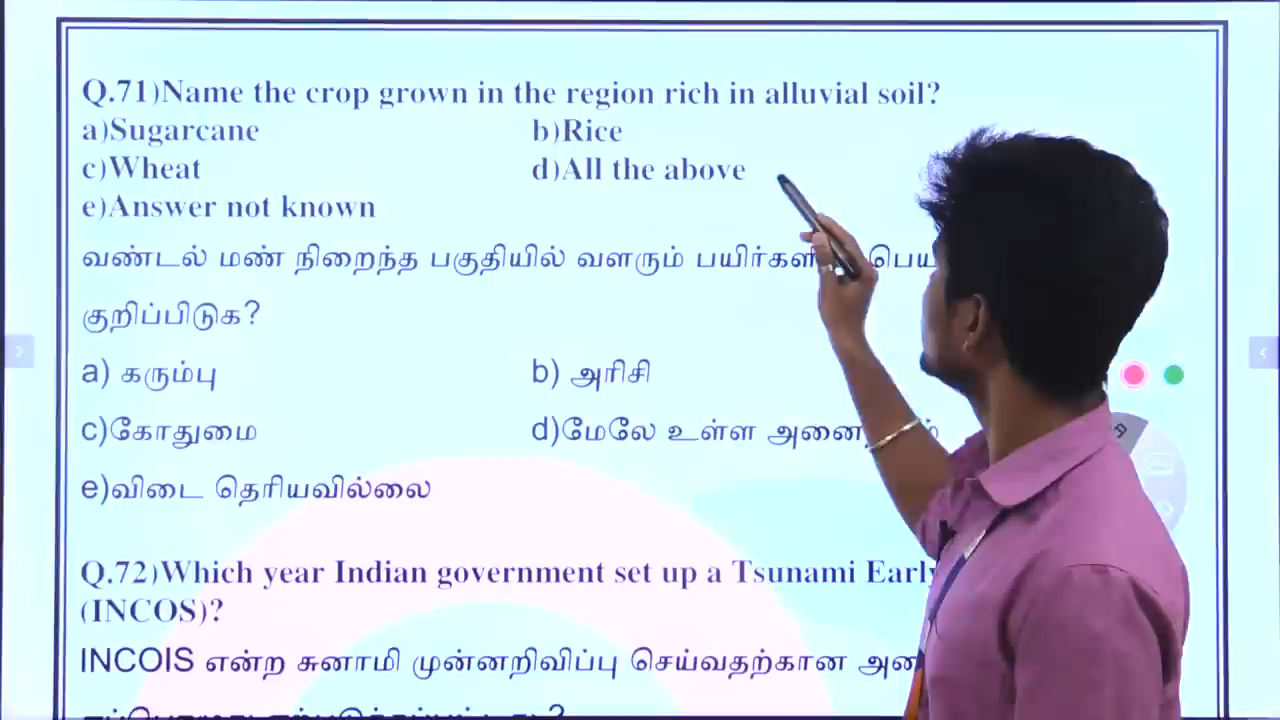 Q.71)Name the crop grown in the region rich in alluvial soil?
a)Sugarcane b)Rice
c)Wheat d)All the above
e)Answer not known
வண்டல் மண் நிறைந்த பகுதியில் வளரும்
குறிப்பிடுக?
a) கரும்பு b) அரிசி
c)கோதுமை d)மேலே உள்ள
e)விடை தெரியவில்லை
Q.72)Which year Indian government set up a Tsunami Early
(INCOS)?
INCOIS என்ற சுனாமி முன்னறிவிப்பு செய்வதற்கான